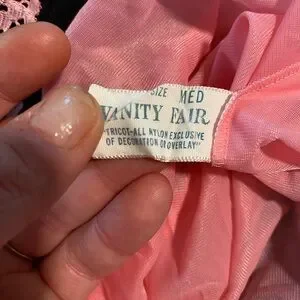 SIZE MED
VANITY FAIR
"TRICOT-ALL NYLON EXCLUSIVE
OF DECORATION OR OVERLAY"